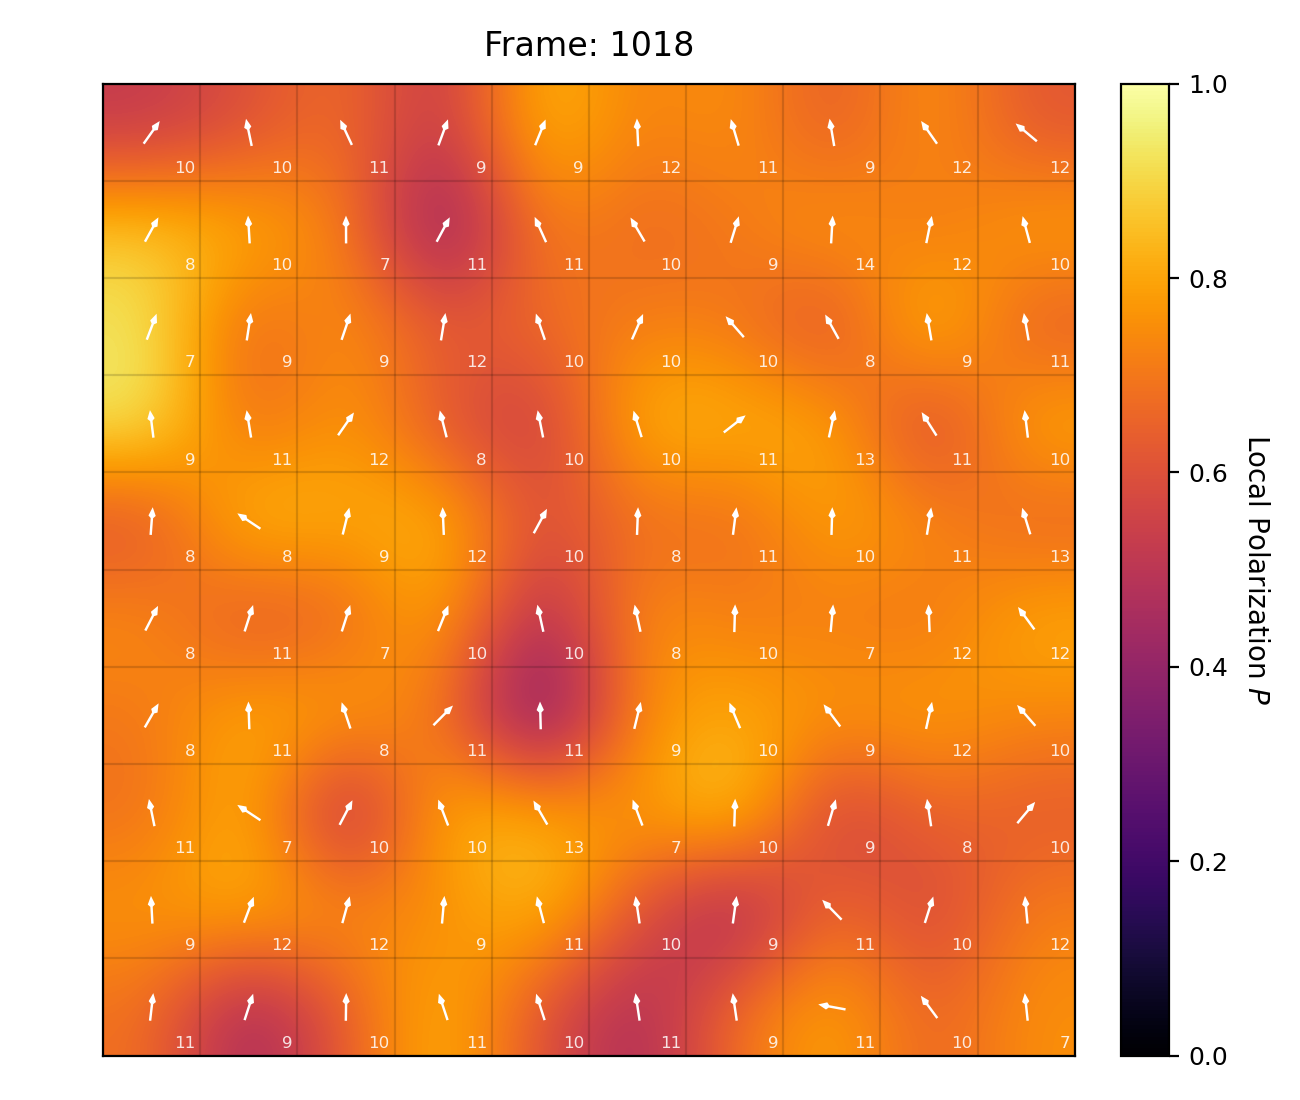 Frame: 1018
10 10 11 9 9 12 11 9 12 12
8 10 7 11 11 10 9 14 12 10
7 9 9 12 10 10 10 8 9 11
9 11 12 8 10 10 11 13 11 10
8 8 9 12 10 8 11 10 11 13
8 11 7 10 10 8 10 7 12 12
8 11 8 11 11 9 10 9 12 10
11 7 10 10 13 7 10 9 8 10
9 12 12 9 11 10 9 11 10 12
11 9 10 11 10 11 9 11 10 7
1.0
0.8
0.6
0.4
0.2
0.0
Local Polarization P